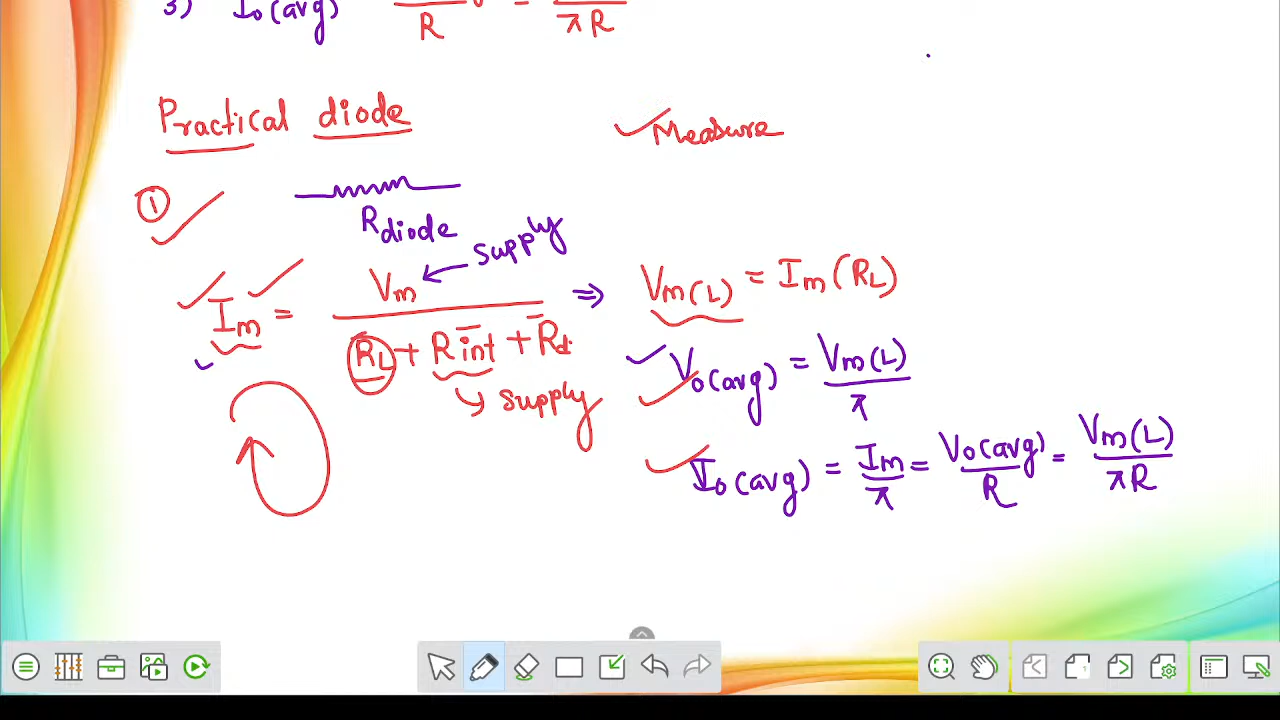 3) Io(avg) R = πR
Practical diode
✓ Measure
① ✓
Rdiode
supply
Im = Vm / (RL + Rint + Rd) ⇒ Vm(L) = Im(RL)
↳ supply
✓ Vo(avg) = Vm(L) / π
✓ Io(avg) = Im / π = Vo(avg) / R = Vm(L) / πR